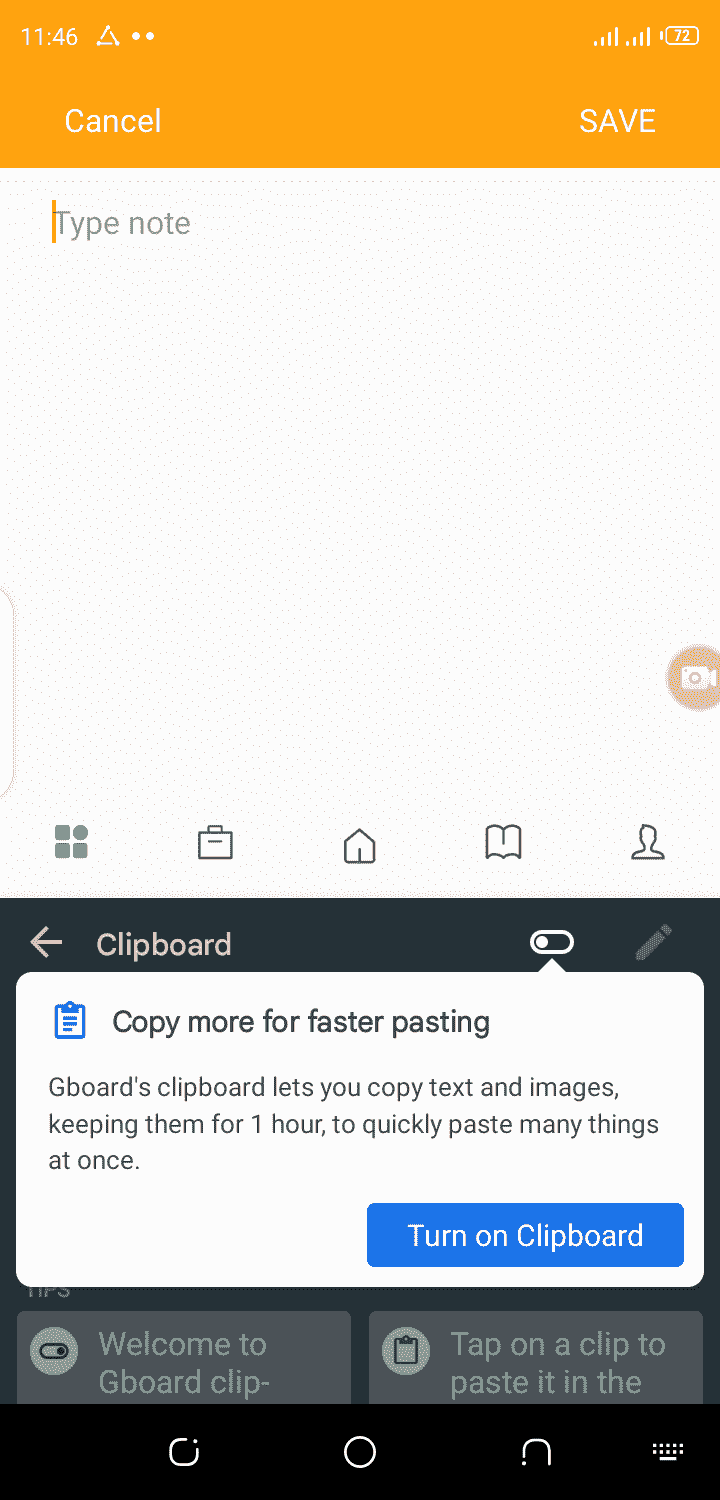 11:46
72
Cancel
SAVE
Type note
Clipboard
Copy more for faster pasting
Gboard's clipboard lets you copy text and images,
keeping them for 1 hour, to quickly paste many things
at once.
Turn on Clipboard
TIPS
Welcome to
Gboard clip-
Tap on a clip to
paste it in the